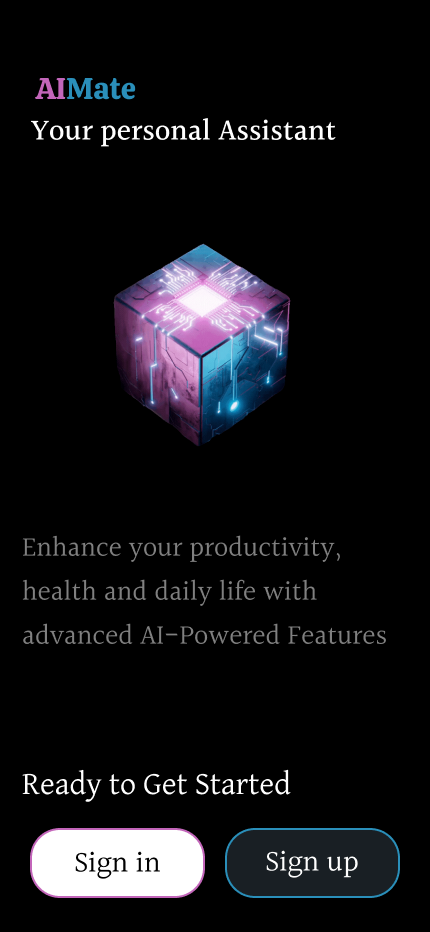 AIMate
Your personal Assistant
Enhance your productivity,
health and daily life with
advanced AI-Powered Features
Ready to Get Started
Sign in
Sign up